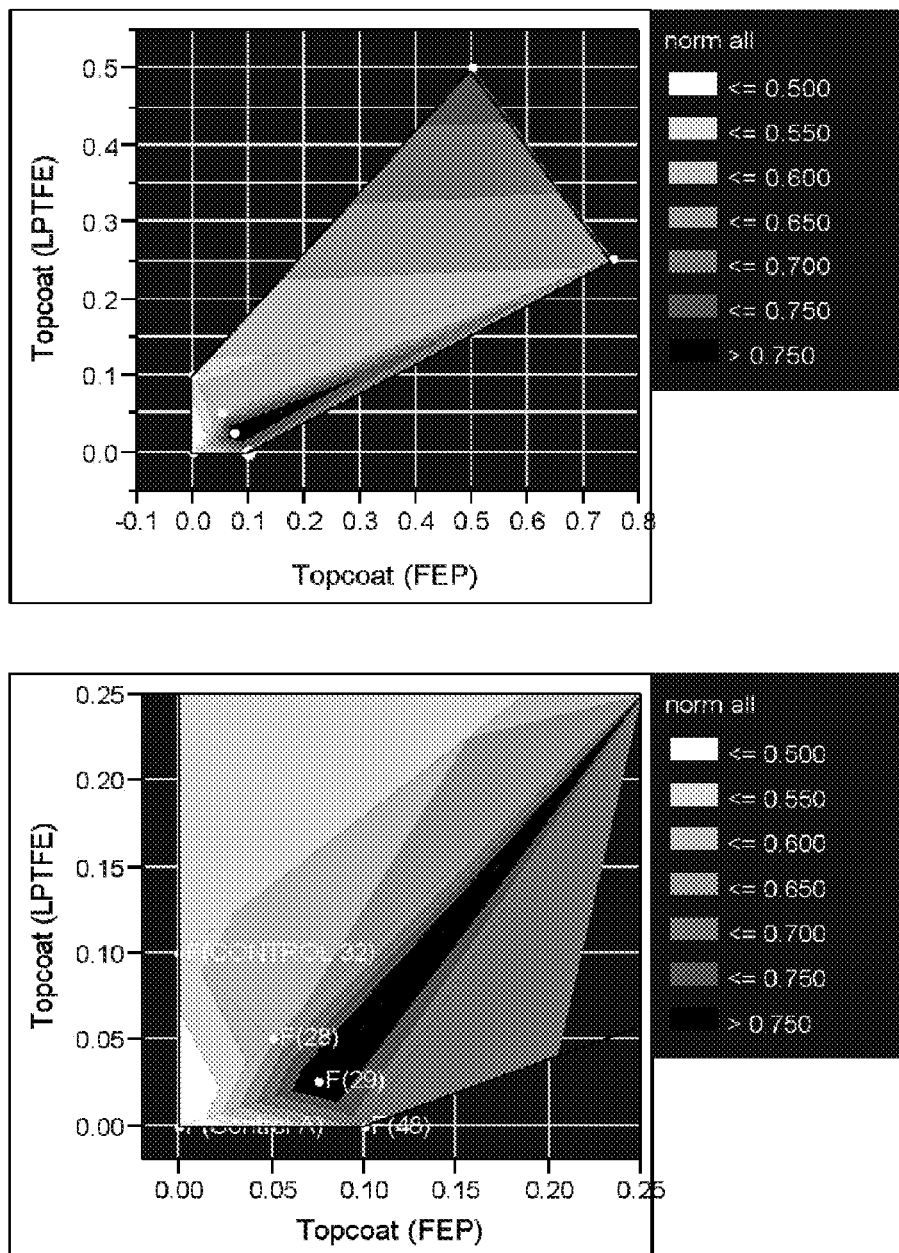 norm all
<= 0.500
<= 0.550
<= 0.600
<= 0.650
<= 0.700
<= 0.750
> 0.750
Topcoat (LPTFE)
0.5
0.4
0.3
0.2
0.1
0.0
-0.1 0.0 0.1 0.2 0.3 0.4 0.5 0.6 0.7 0.8
Topcoat (FEP)
norm all
<= 0.500
<= 0.550
<= 0.600
<= 0.650
<= 0.700
<= 0.750
> 0.750
Topcoat (LPTFE)
0.25
0.20
0.15
0.10
0.05
0.00
F(28)
F(29)
F(48)
0.00 0.05 0.10 0.15 0.20 0.25
Topcoat (FEP)